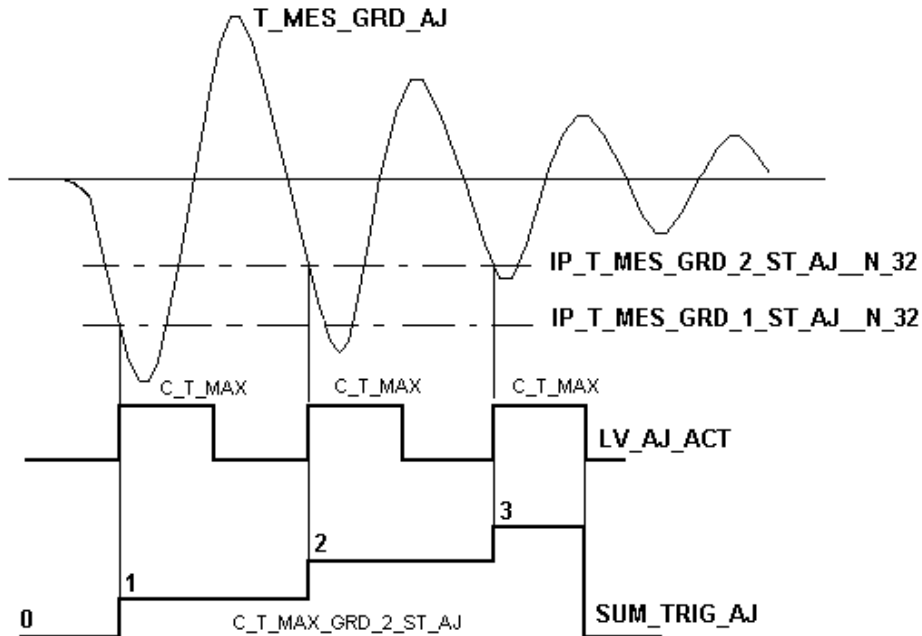 T_MES_GRD_AJ
IP_T_MES_GRD_2_ST_AJ__N_32
IP_T_MES_GRD_1_ST_AJ__N_32
C_T_MAX C_T_MAX C_T_MAX
LV_AJ_ACT
3
2
1
0 C_T_MAX_GRD_2_ST_AJ SUM_TRIG_AJ